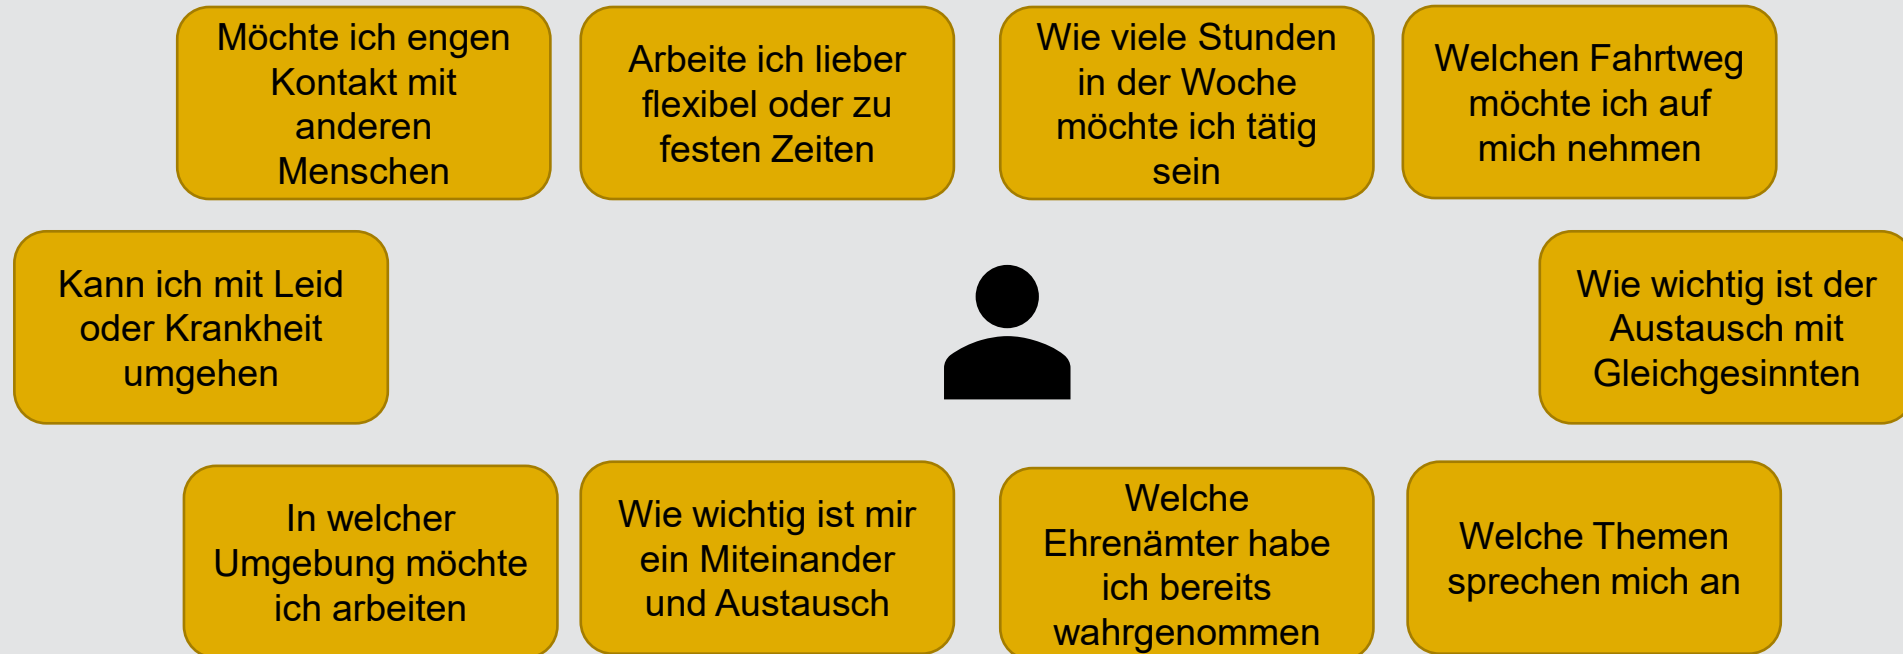 Möchte ich engen
Kontakt mit
anderen
Menschen
Arbeite ich lieber
flexibel oder zu
festen Zeiten
Wie viele Stunden
in der Woche
möchte ich tätig
sein
Welchen Fahrtweg
möchte ich auf
mich nehmen
Kann ich mit Leid
oder Krankheit
umgehen
Wie wichtig ist der
Austausch mit
Gleichgesinnten
In welcher
Umgebung möchte
ich arbeiten
Wie wichtig ist mir
ein Miteinander
und Austausch
Welche
Ehrenämter habe
ich bereits
wahrgenommen
Welche Themen
sprechen mich an